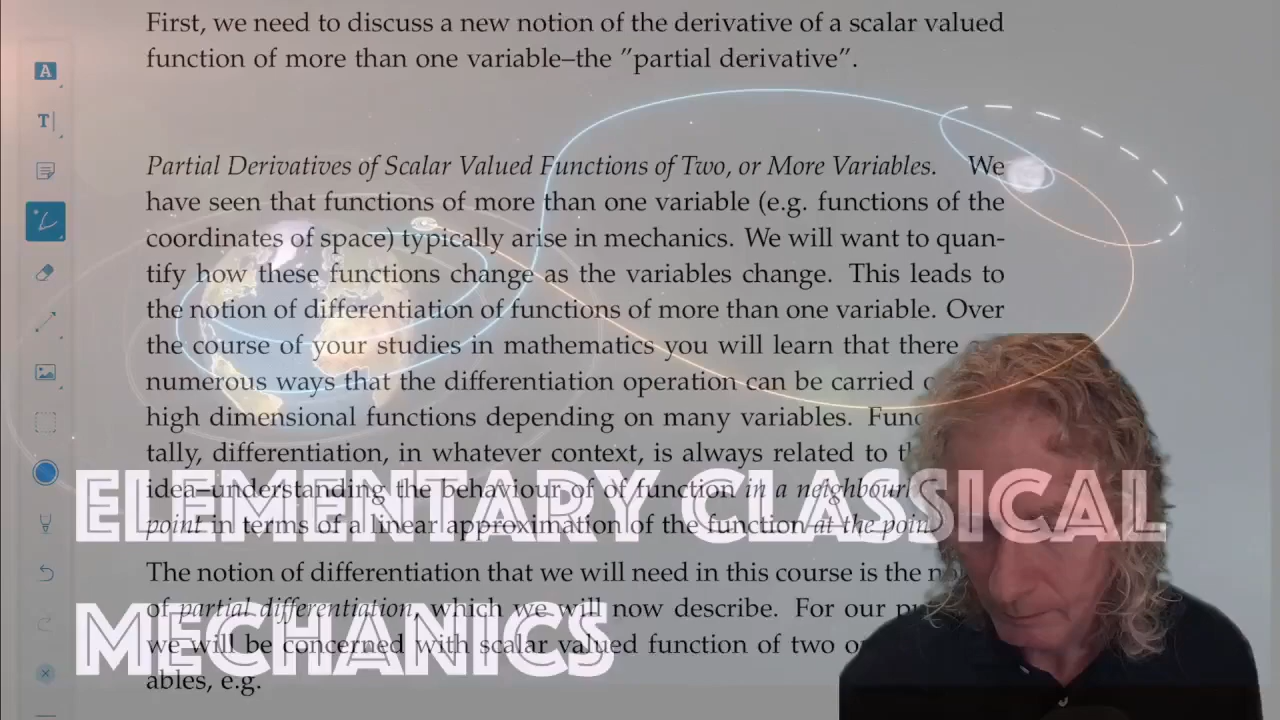 First, we need to discuss a new notion of the derivative of a scalar valued
function of more than one variable–the ”partial derivative”.
Partial Derivatives of Scalar Valued Functions of Two, or More Variables. We
have seen that functions of more than one variable (e.g. functions of the
coordinates of space) typically arise in mechanics. We will want to quan-
tify how these functions change as the variables change. This leads to
the notion of differentiation of functions of more than one variable. Over
the course of your studies in mathematics you will learn that there
numerous ways that the differentiation operation can be carried
high dimensional functions depending on many variables.
tally, differentiation, in whatever context, is always related to
idea–understanding the behaviour of of function in a
point in terms of a linear approximation of the function at the
The notion of differentiation that we will need in this course is the
of partial differentiation, which we will now describe. For our
we will be concerned with scalar valued function of two
ables, e.g.
ELEMENTARY CLASSICAL
MECHANICS
A
T